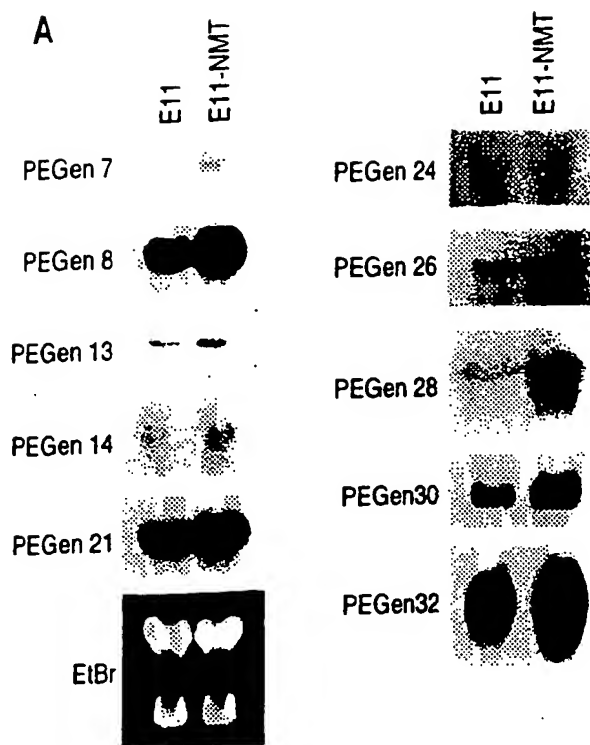 A
E11
E11-NMT
PEGen 7
PEGen 8
PEGen 13
PEGen 14
PEGen 21
EtBr
E11
E11-NMT
PEGen 24
PEGen 26
PEGen 28
PEGen30
PEGen32